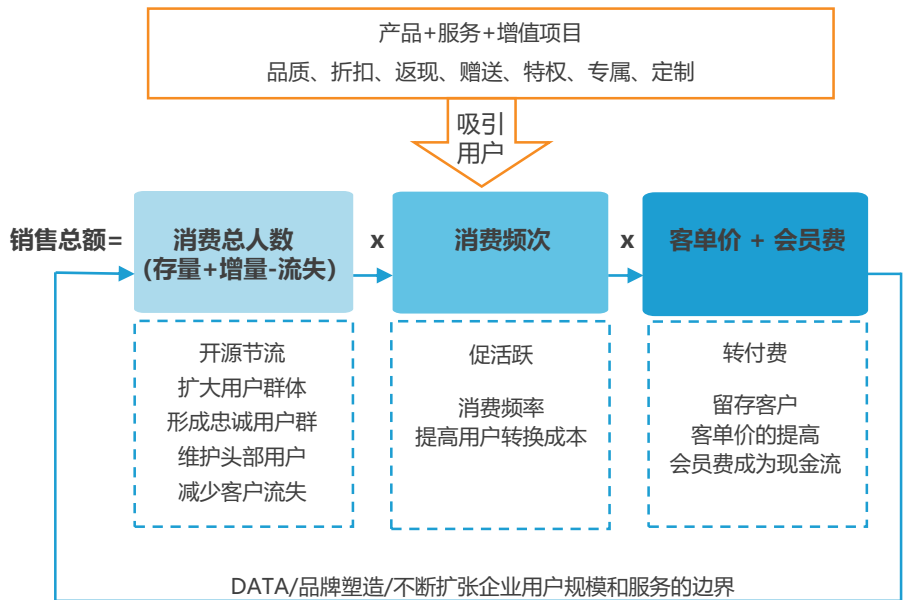 产品+服务+增值项目
品质、折扣、返现、赠送、特权、专属、定制
吸引
用户
销售总额=
消费总人数
(存量+增量-流失)
x
消费频次
x
客单价 + 会员费
开源节流
扩大用户群体
形成忠诚用户群
维护头部用户
减少客户流失
促活跃
消费频率
提高用户转换成本
转付费
留存客户
客单价的提高
会员费成为现金流
DATA/品牌塑造/不断扩张企业用户规模和服务的边界